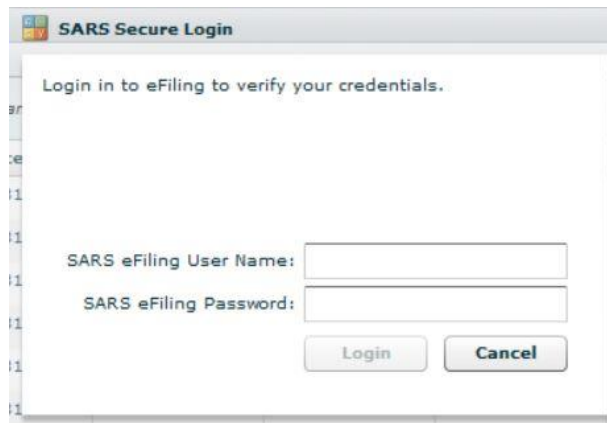 SARS Secure Login
Login in to eFiling to verify your credentials.
SARS eFiling User Name:
SARS eFiling Password:
Login Cancel